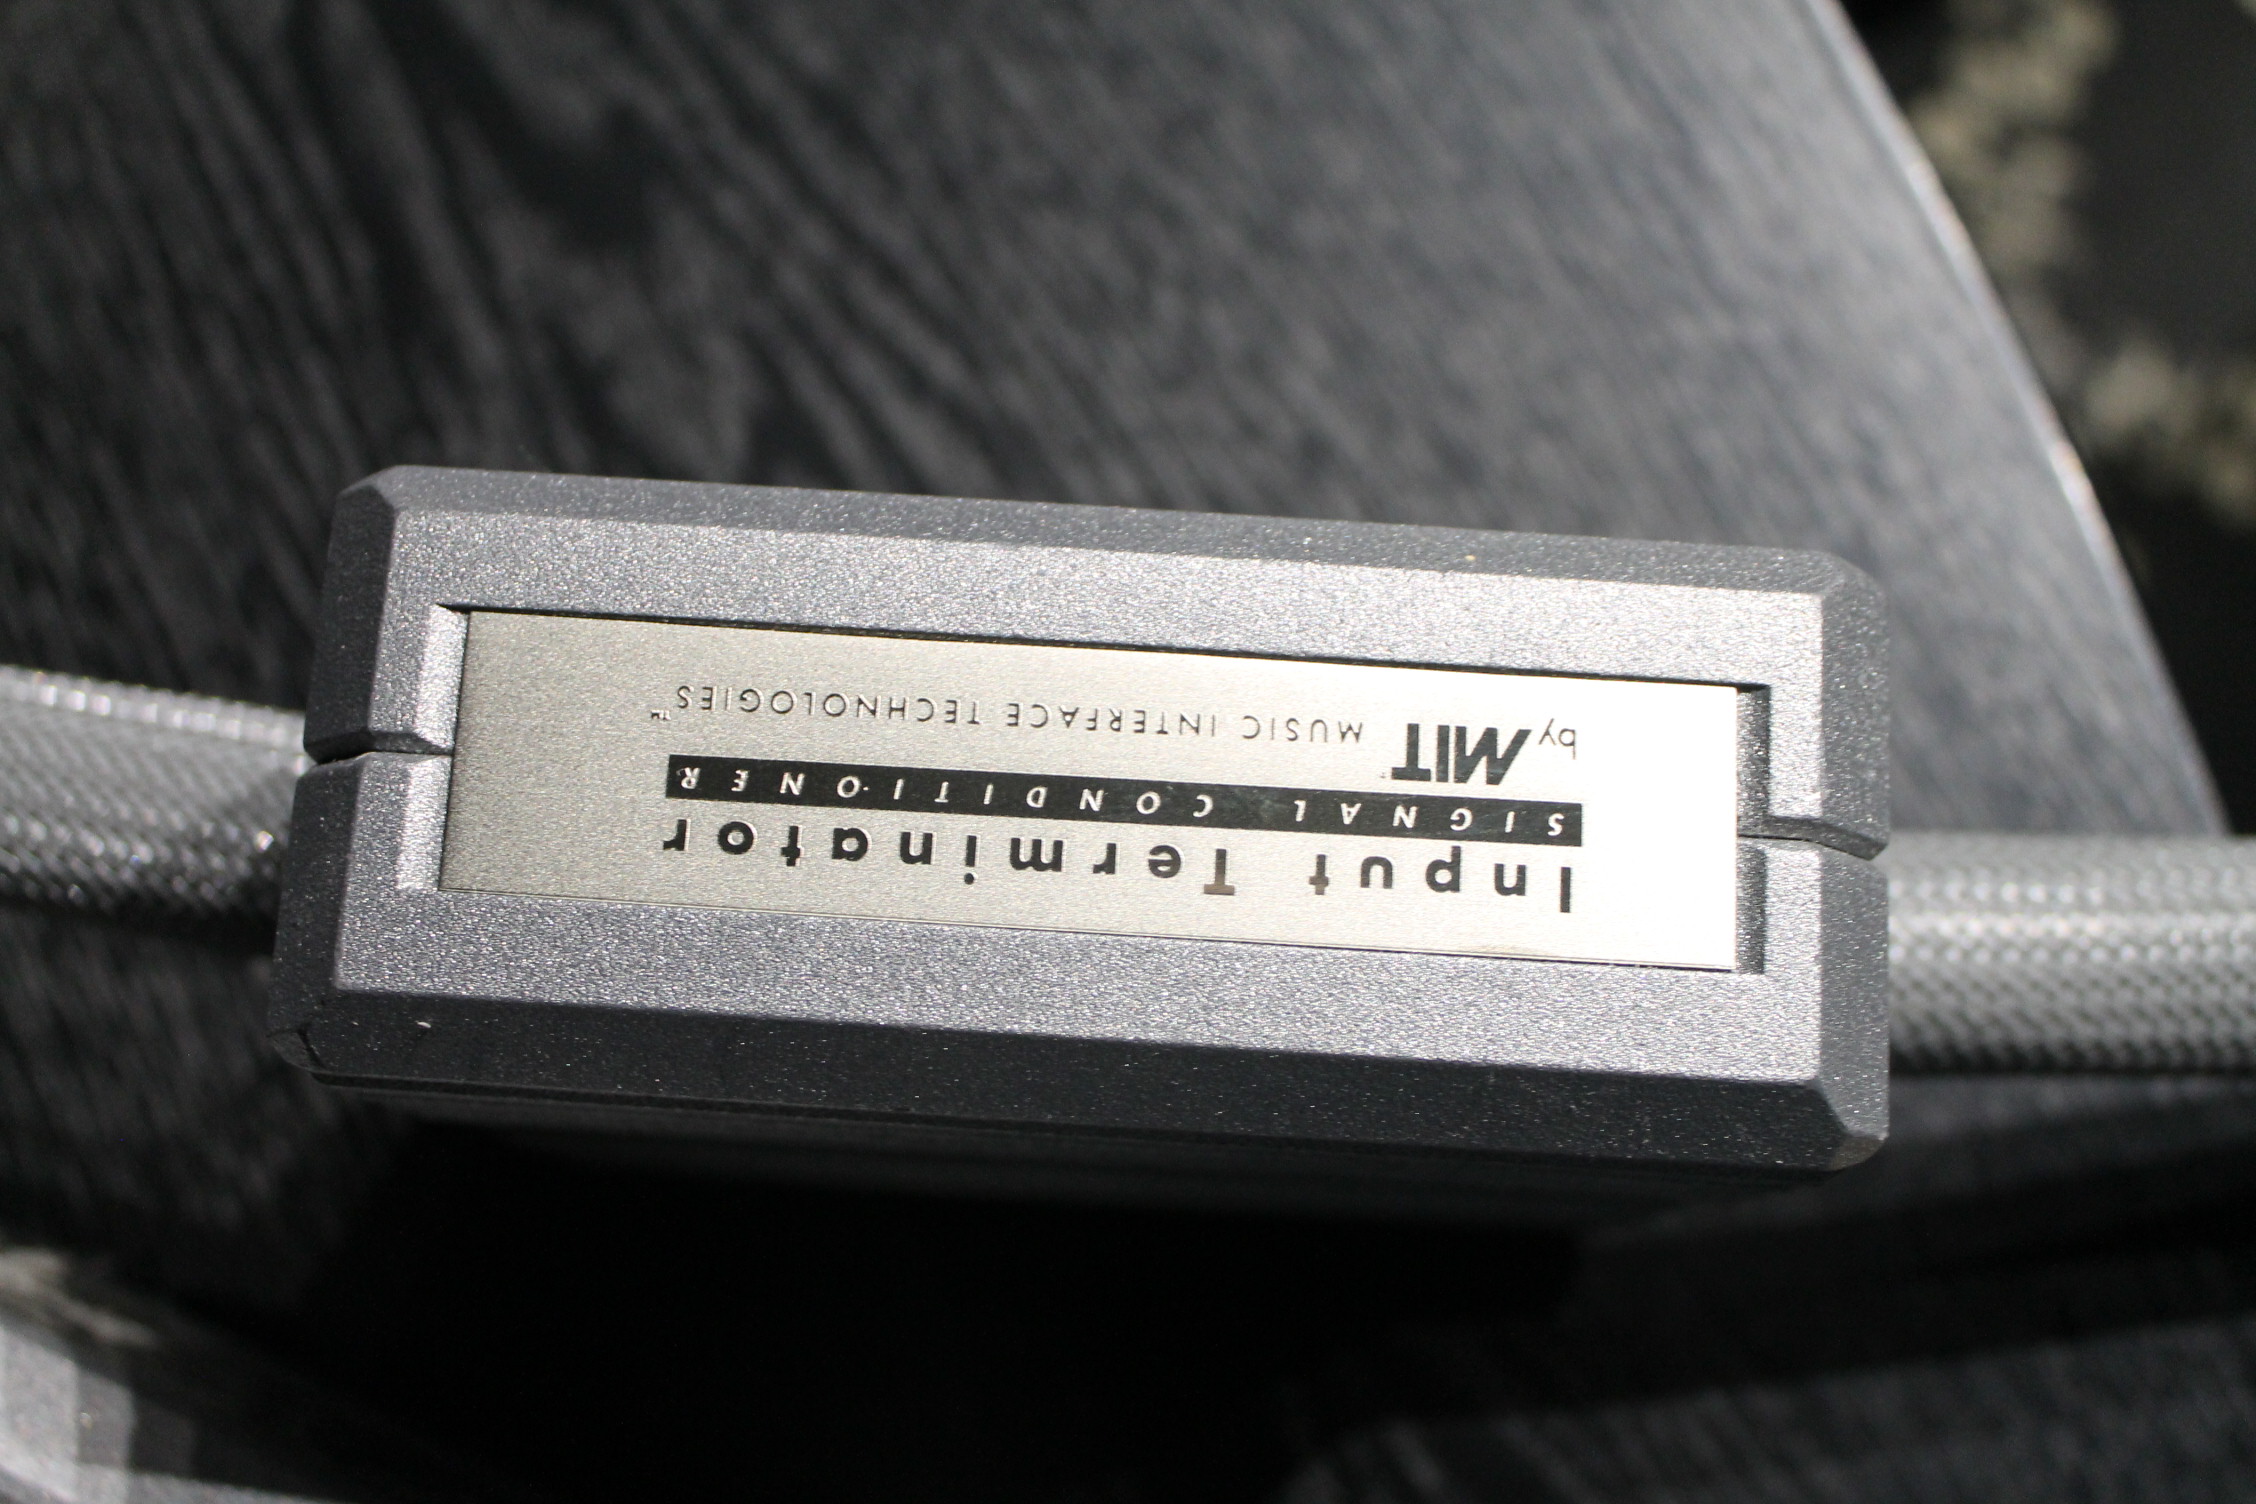 Input Terminator
SIGNAL CONDITIONER
by MIT MUSIC INTERFACE TECHNOLOGIES™